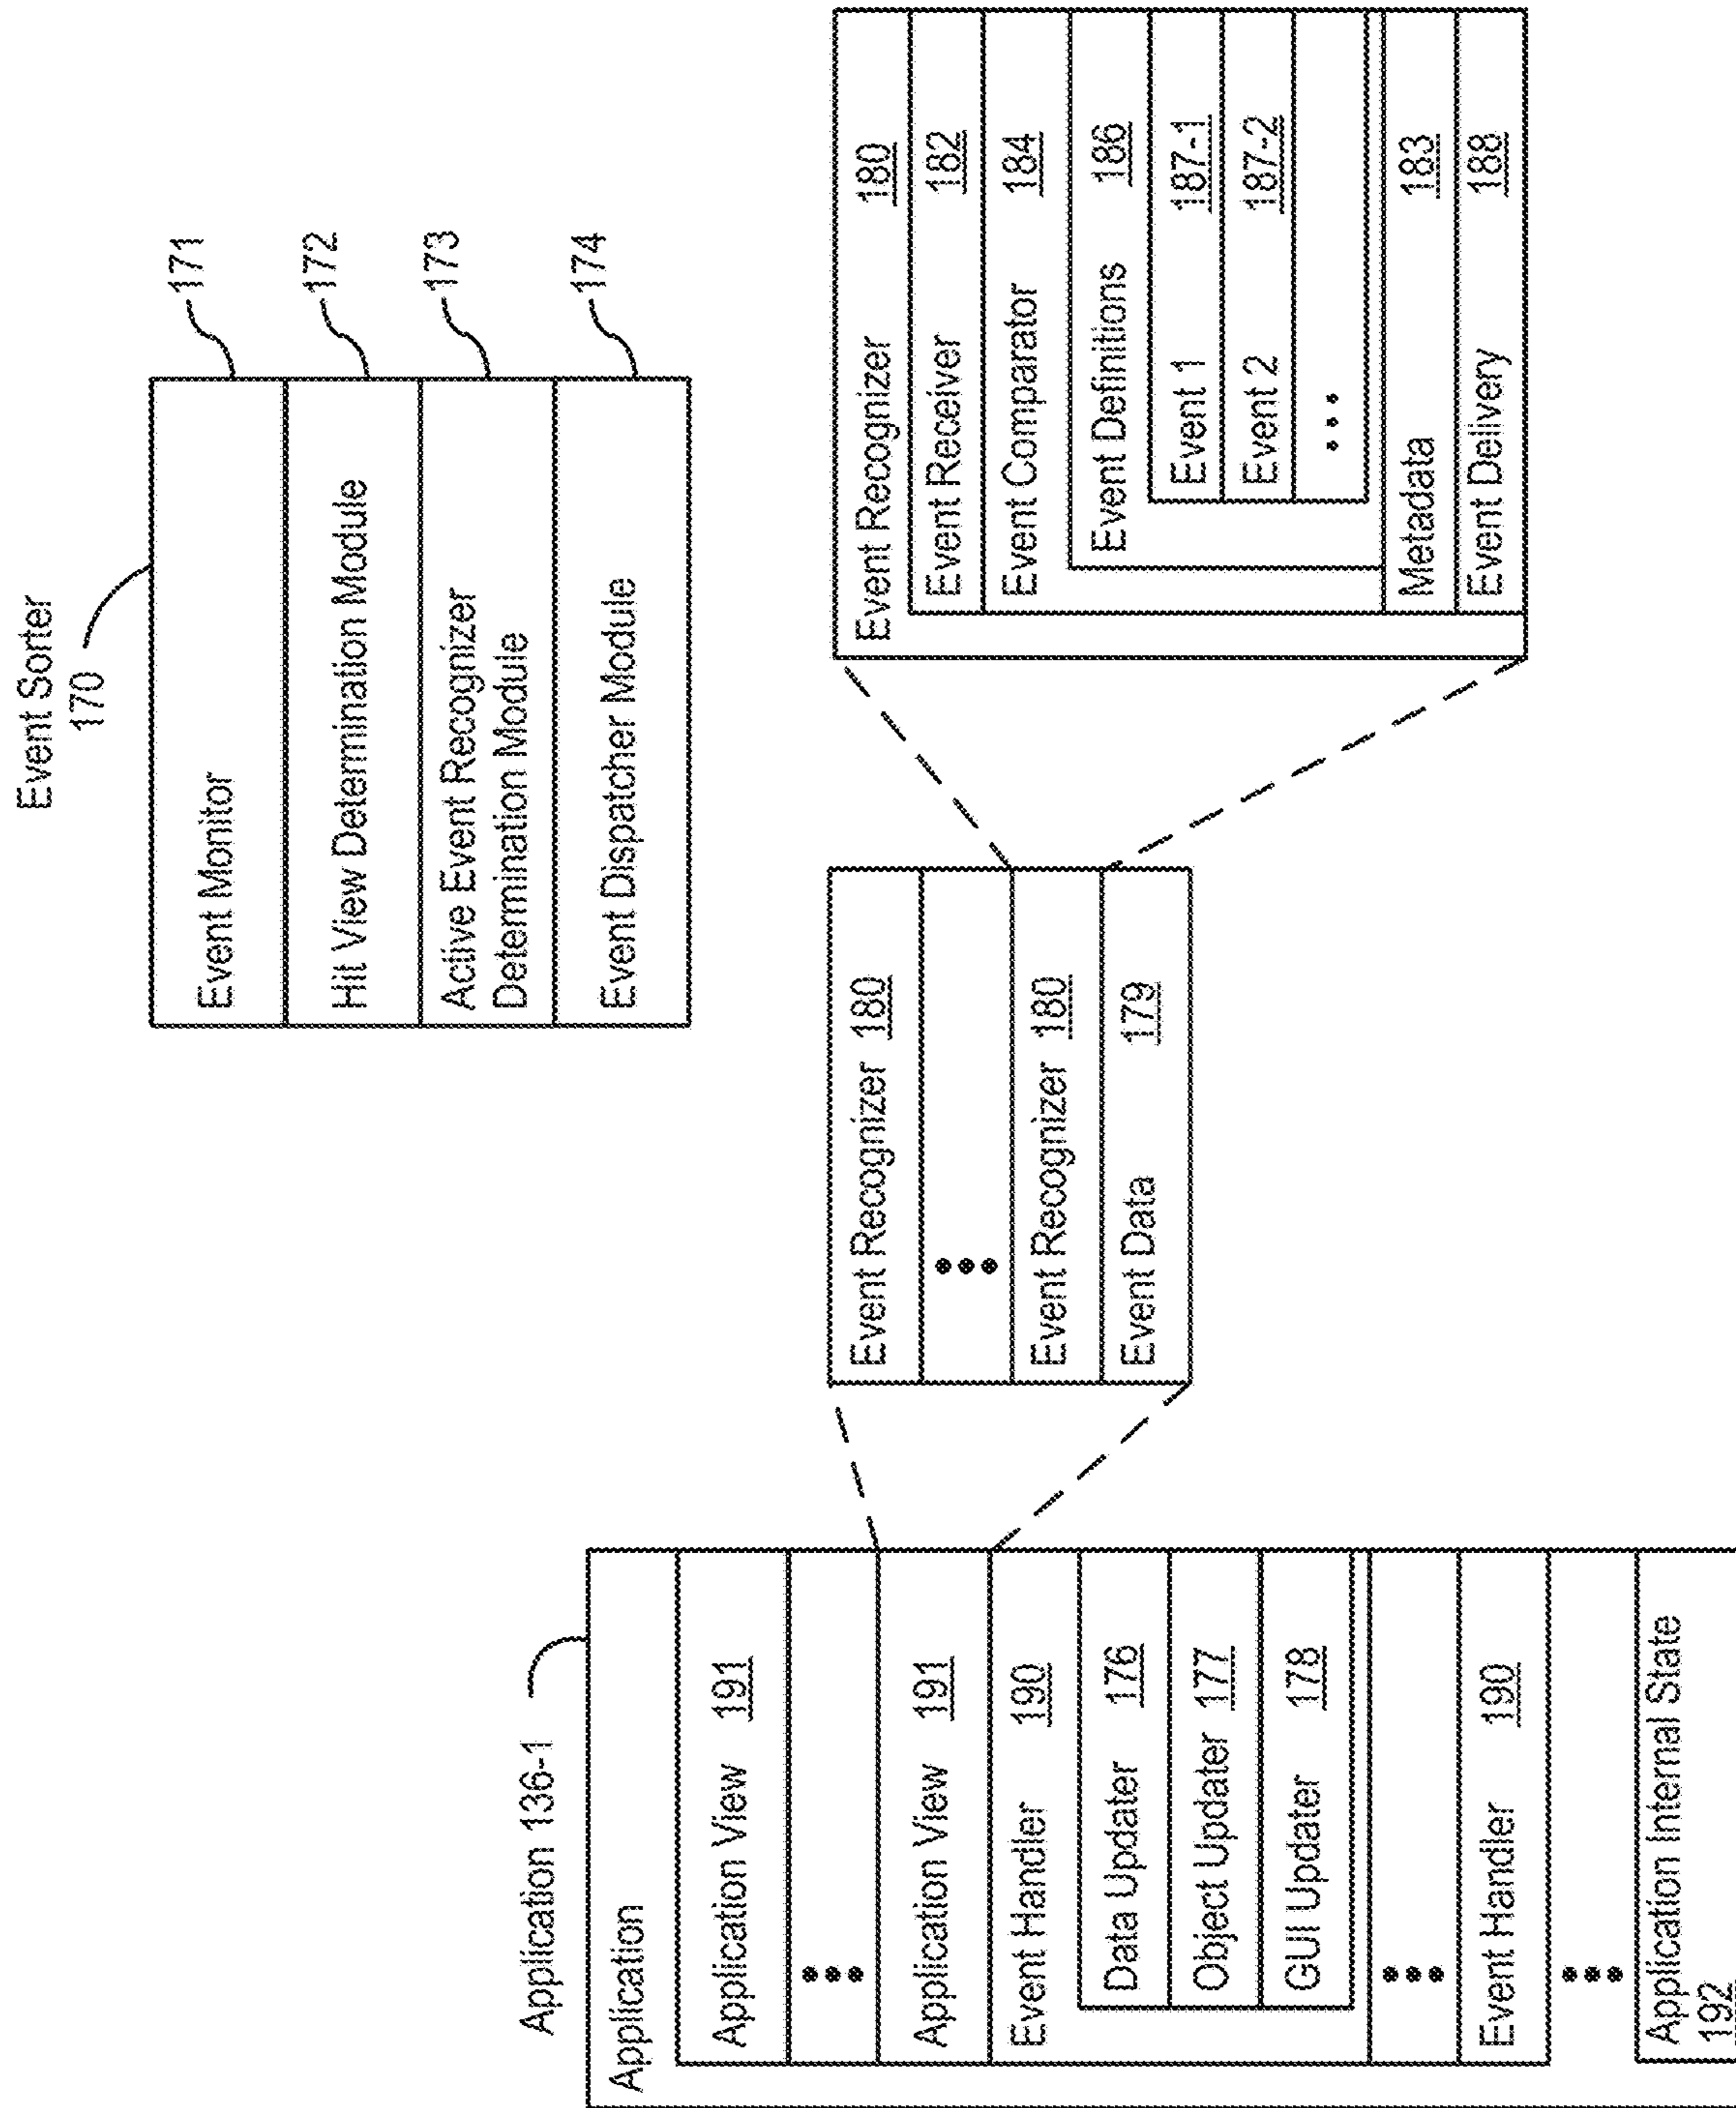 Event Sorter
170
Event Monitor
171
Hit View Determination Module
172
Active Event Recognizer
Determination Module
173
Event Dispatcher Module
174
Application 136-1
Application
Application View 191
•••
Application View 191
Event Handler 190
Data Updater 176
Object Updater 177
GUI Updater 178
•••
Event Handler 190
•••
Application Internal State
192
Event Recognizer 180
•••
Event Recognizer 180
Event Data 179
Event Recognizer 180
Event Receiver 182
Event Comparator 184
Event Definitions 186
Event 1 187-1
Event 2 187-2
•••
Metadata 183
Event Delivery 188